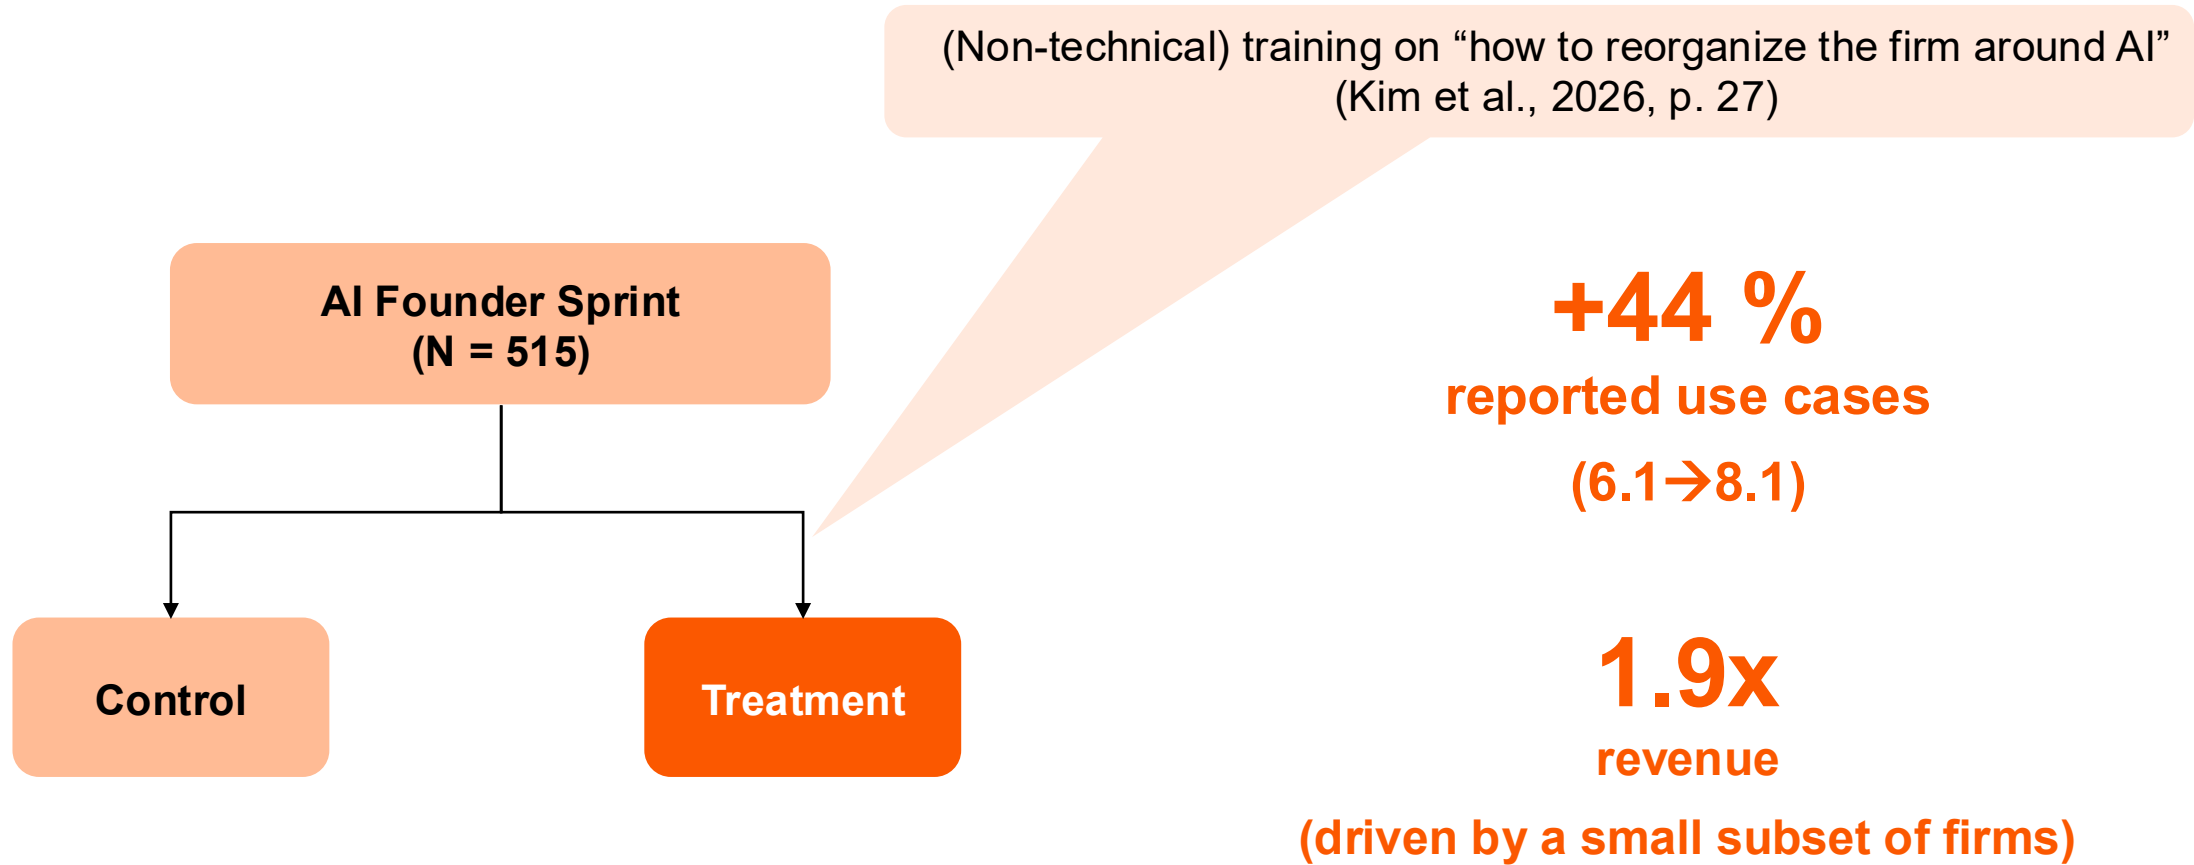 (Non-technical) training on “how to reorganize the firm around AI”
(Kim et al., 2026, p. 27)
AI Founder Sprint
(N = 515)
Control
Treatment
+44 %
reported use cases
(6.1→8.1)
1.9x
revenue
(driven by a small subset of firms)